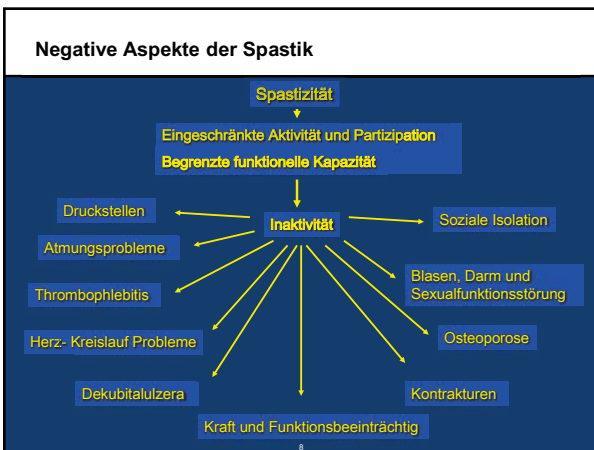 Negative Aspekte der Spastik
Spastizität
Eingeschränkte Aktivität und Partizipation
Begrenzte funktionelle Kapazität
Druckstellen
Inaktivität
Soziale Isolation
Atmungsprobleme
Blasen, Darm und
Sexualfunktionsstörung
Thrombophlebitis
Herz- Kreislauf Probleme
Osteoporose
Dekubitalulzera
Kontrakturen
Kraft und Funktionsbeeinträchtig
8